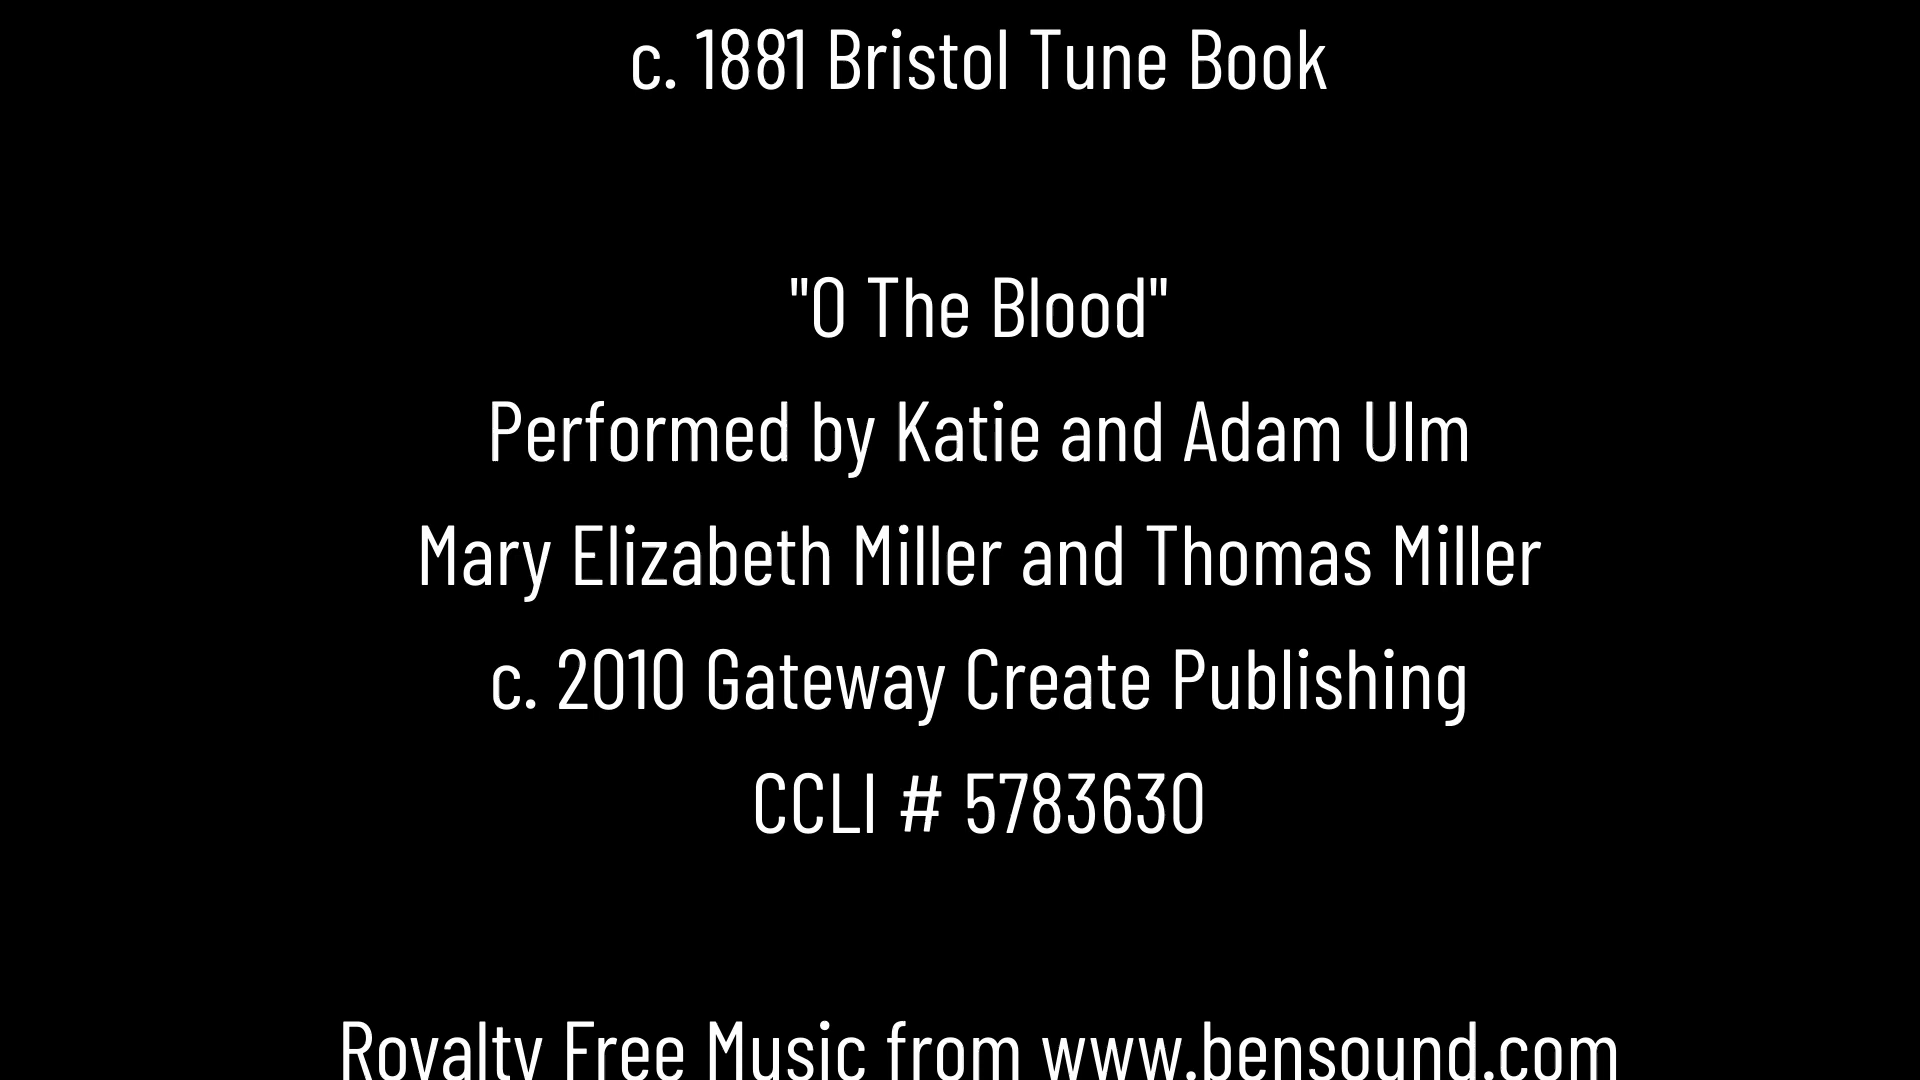 c. 1881 Bristol Tune Book
"O The Blood"
Performed by Katie and Adam Ulm
Mary Elizabeth Miller and Thomas Miller
c. 2010 Gateway Create Publishing
CCLI # 5783630
Royalty Free Music from www.bensound.com